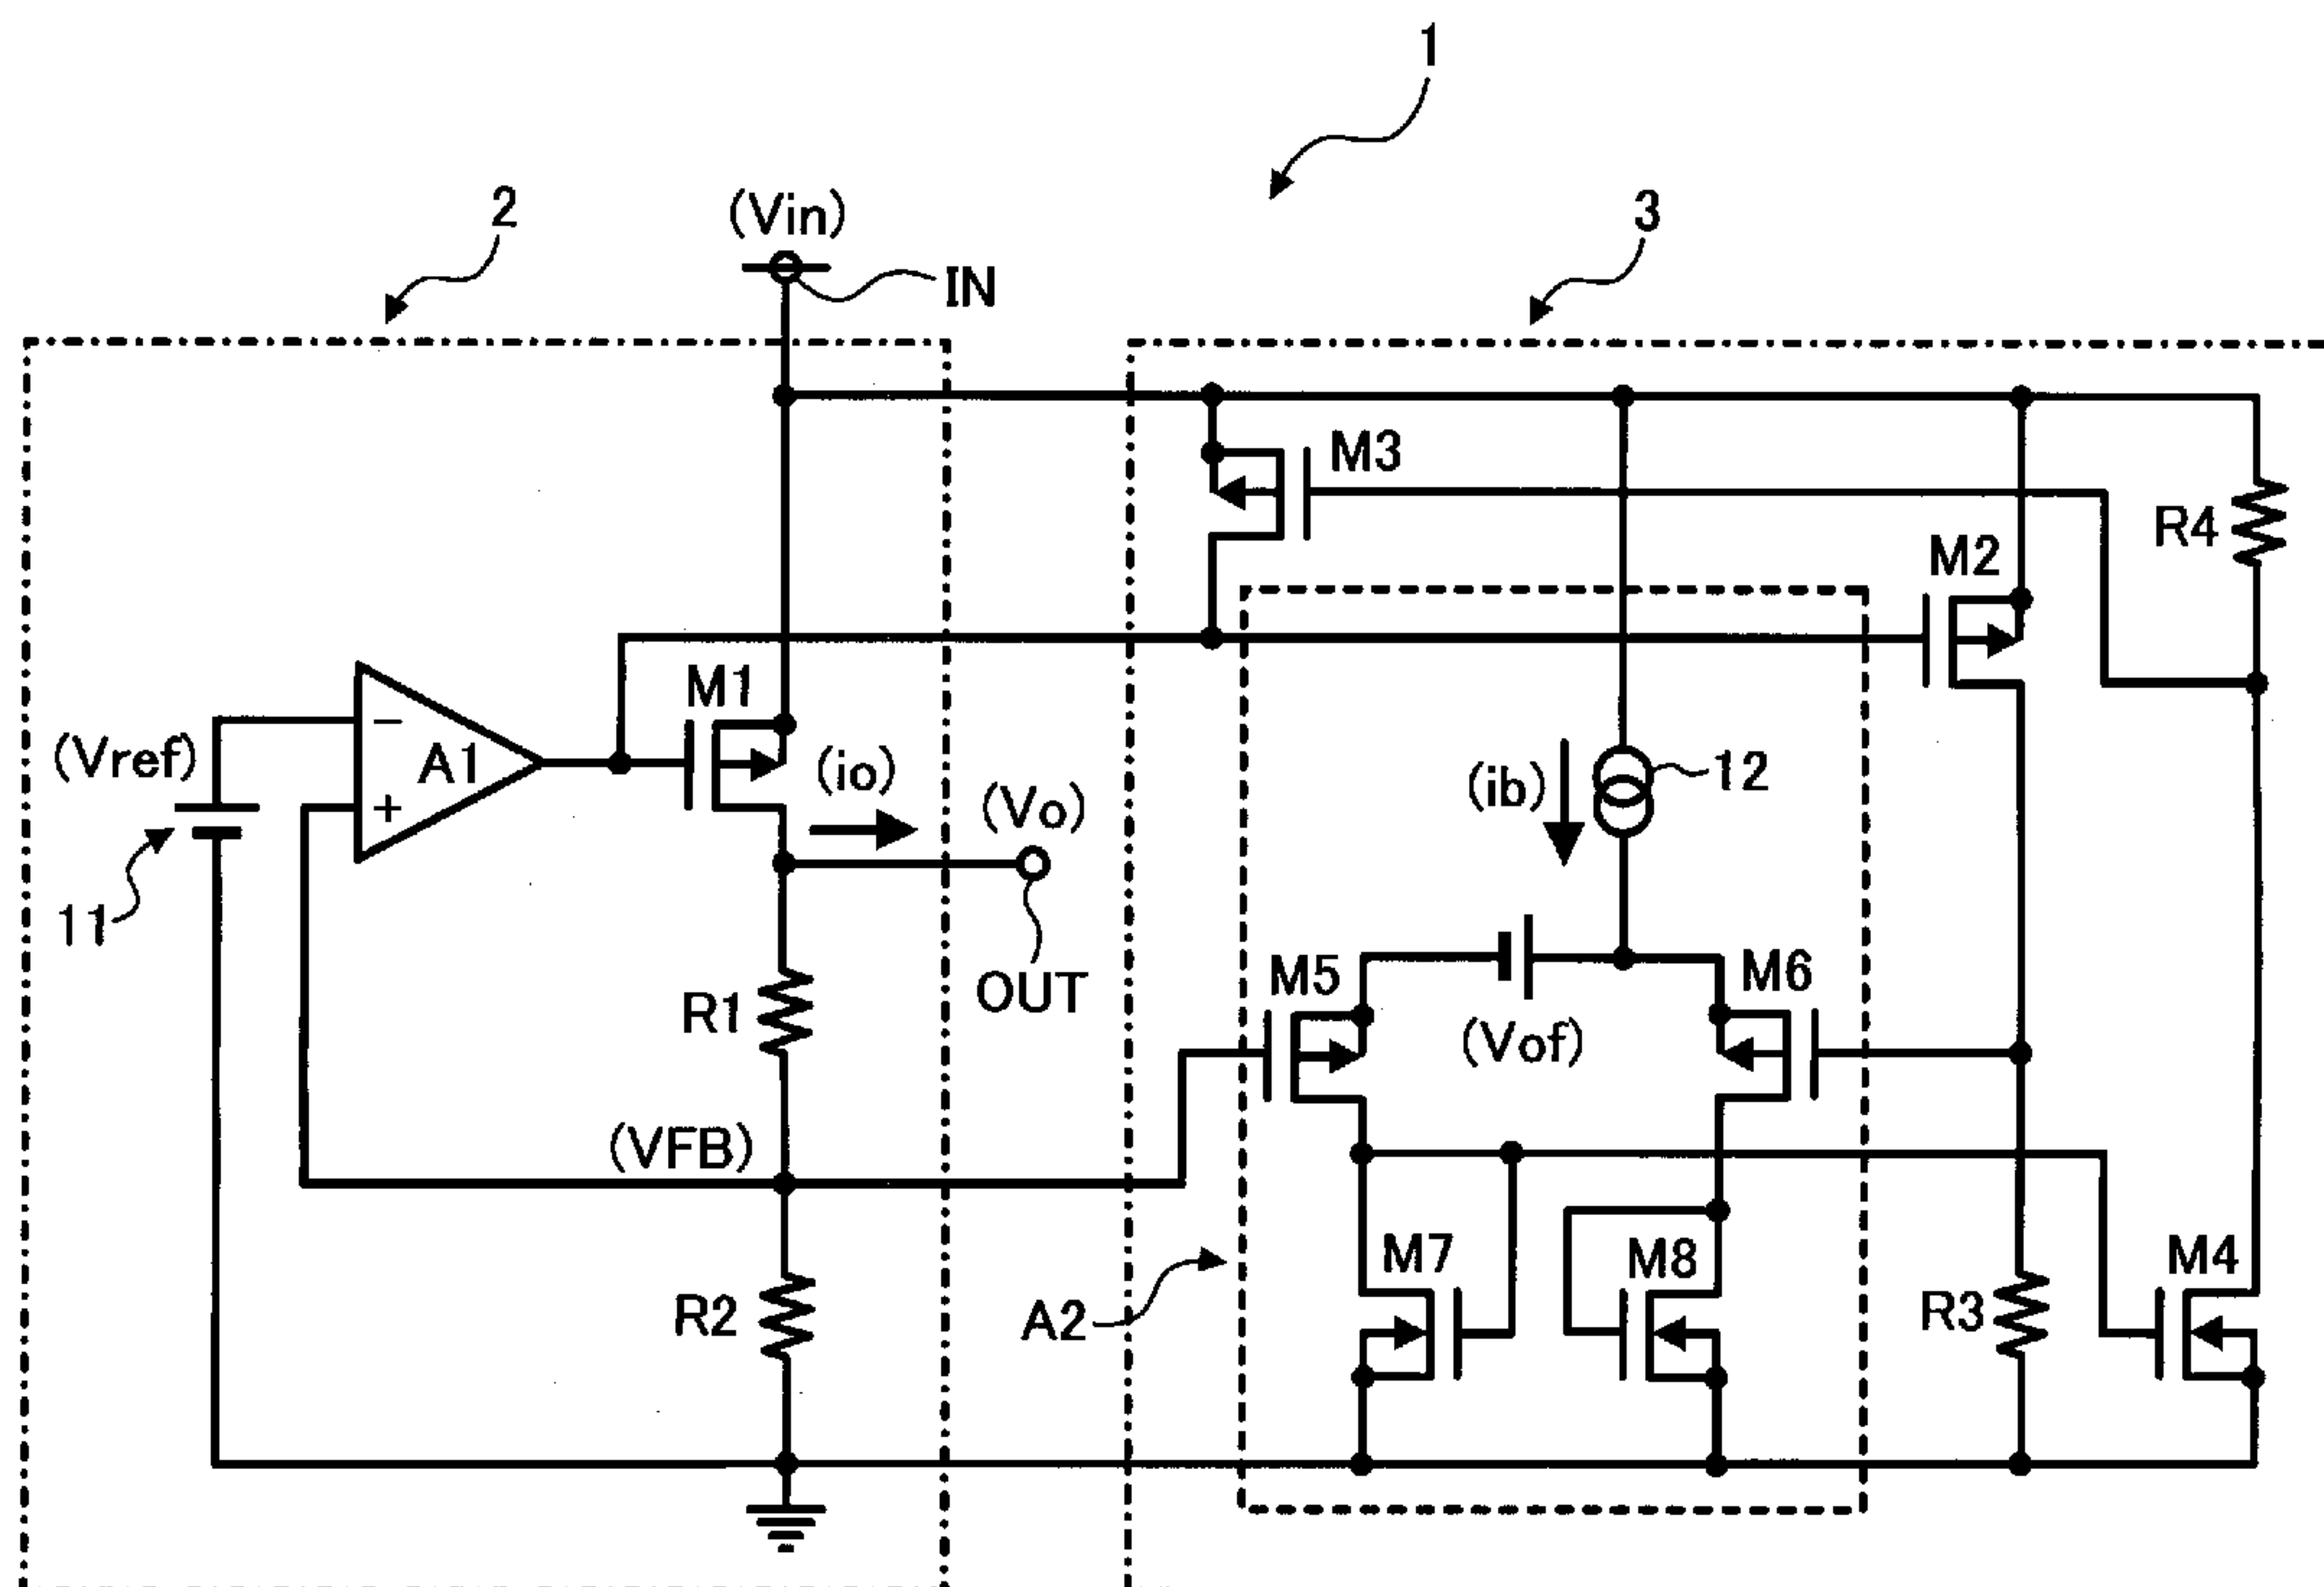 1
2
(Vin)
3
IN
M3
R4
M2
M1
(Vref)
−
A1
(io)
(ib)
12
+
(Vo)
11
M5
M6
R1
OUT
(Vof)
(VFB)
M7
M8
M4
R2
A2
R3